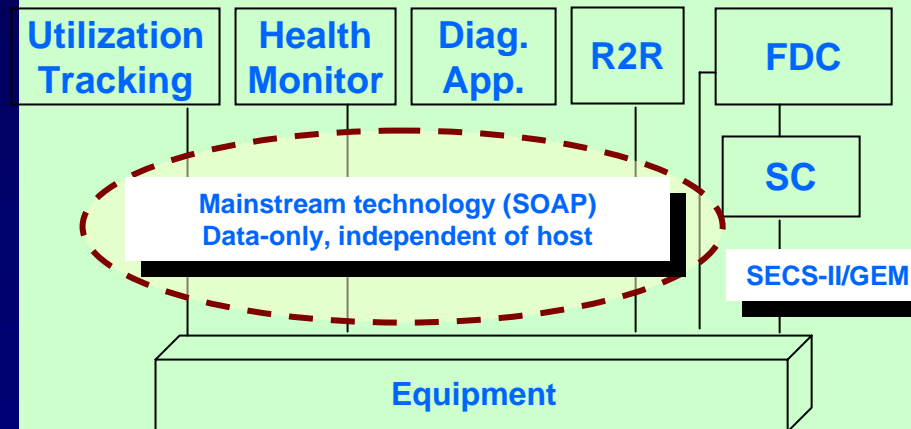 Utilization
Tracking
Health
Monitor
Diag.
App.
R2R
FDC
SC
Mainstream technology (SOAP)
Data-only, independent of host
SECS-II/GEM
Equipment